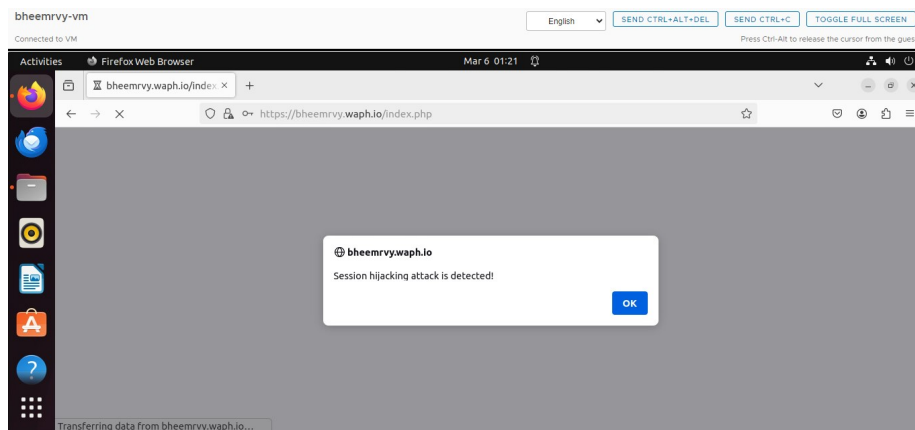 bheemrvy-vm
English
SEND CTRL+ALT+DEL
SEND CTRL+C
TOGGLE FULL SCREEN
Connected to VM
Press Ctrl-Alt to release the cursor from the gues
Activities
Firefox Web Browser
Mar 6 01:21
bheemrvy.waph.io/index
https://bheemrvy.waph.io/index.php
bheemrvy.waph.io
Session hijacking attack is detected!
OK
Transferring data from bheemrvy.waph.io...